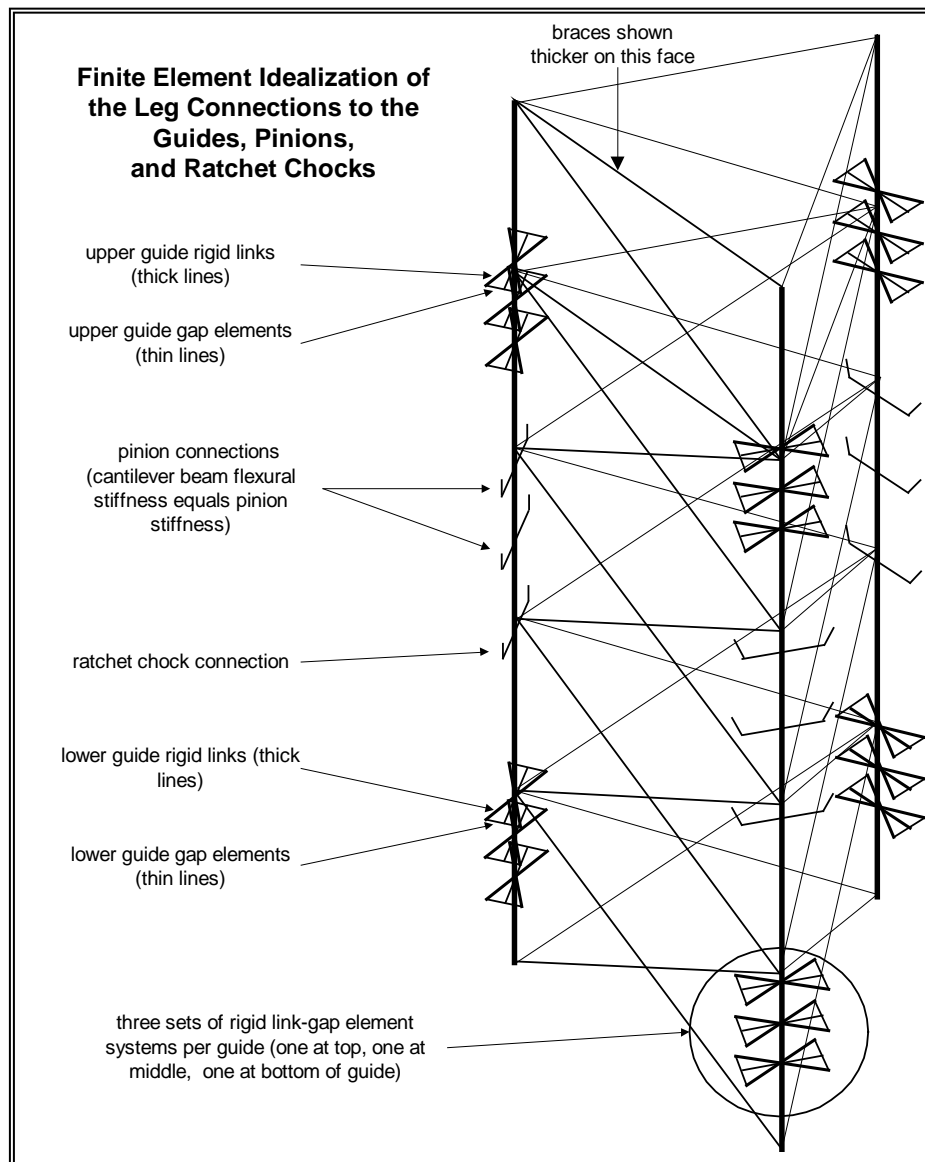 braces shown
thicker on this face
Finite Element Idealization of
the Leg Connections to the
Guides, Pinions,
and Ratchet Chocks
upper guide rigid links
(thick lines)
upper guide gap elements
(thin lines)
pinion connections
(cantilever beam flexural
stiffness equals pinion
stiffness)
ratchet chock connection
lower guide rigid links (thick
lines)
lower guide gap elements
(thin lines)
three sets of rigid link-gap element
systems per guide (one at top, one at
middle,  one at bottom of guide)